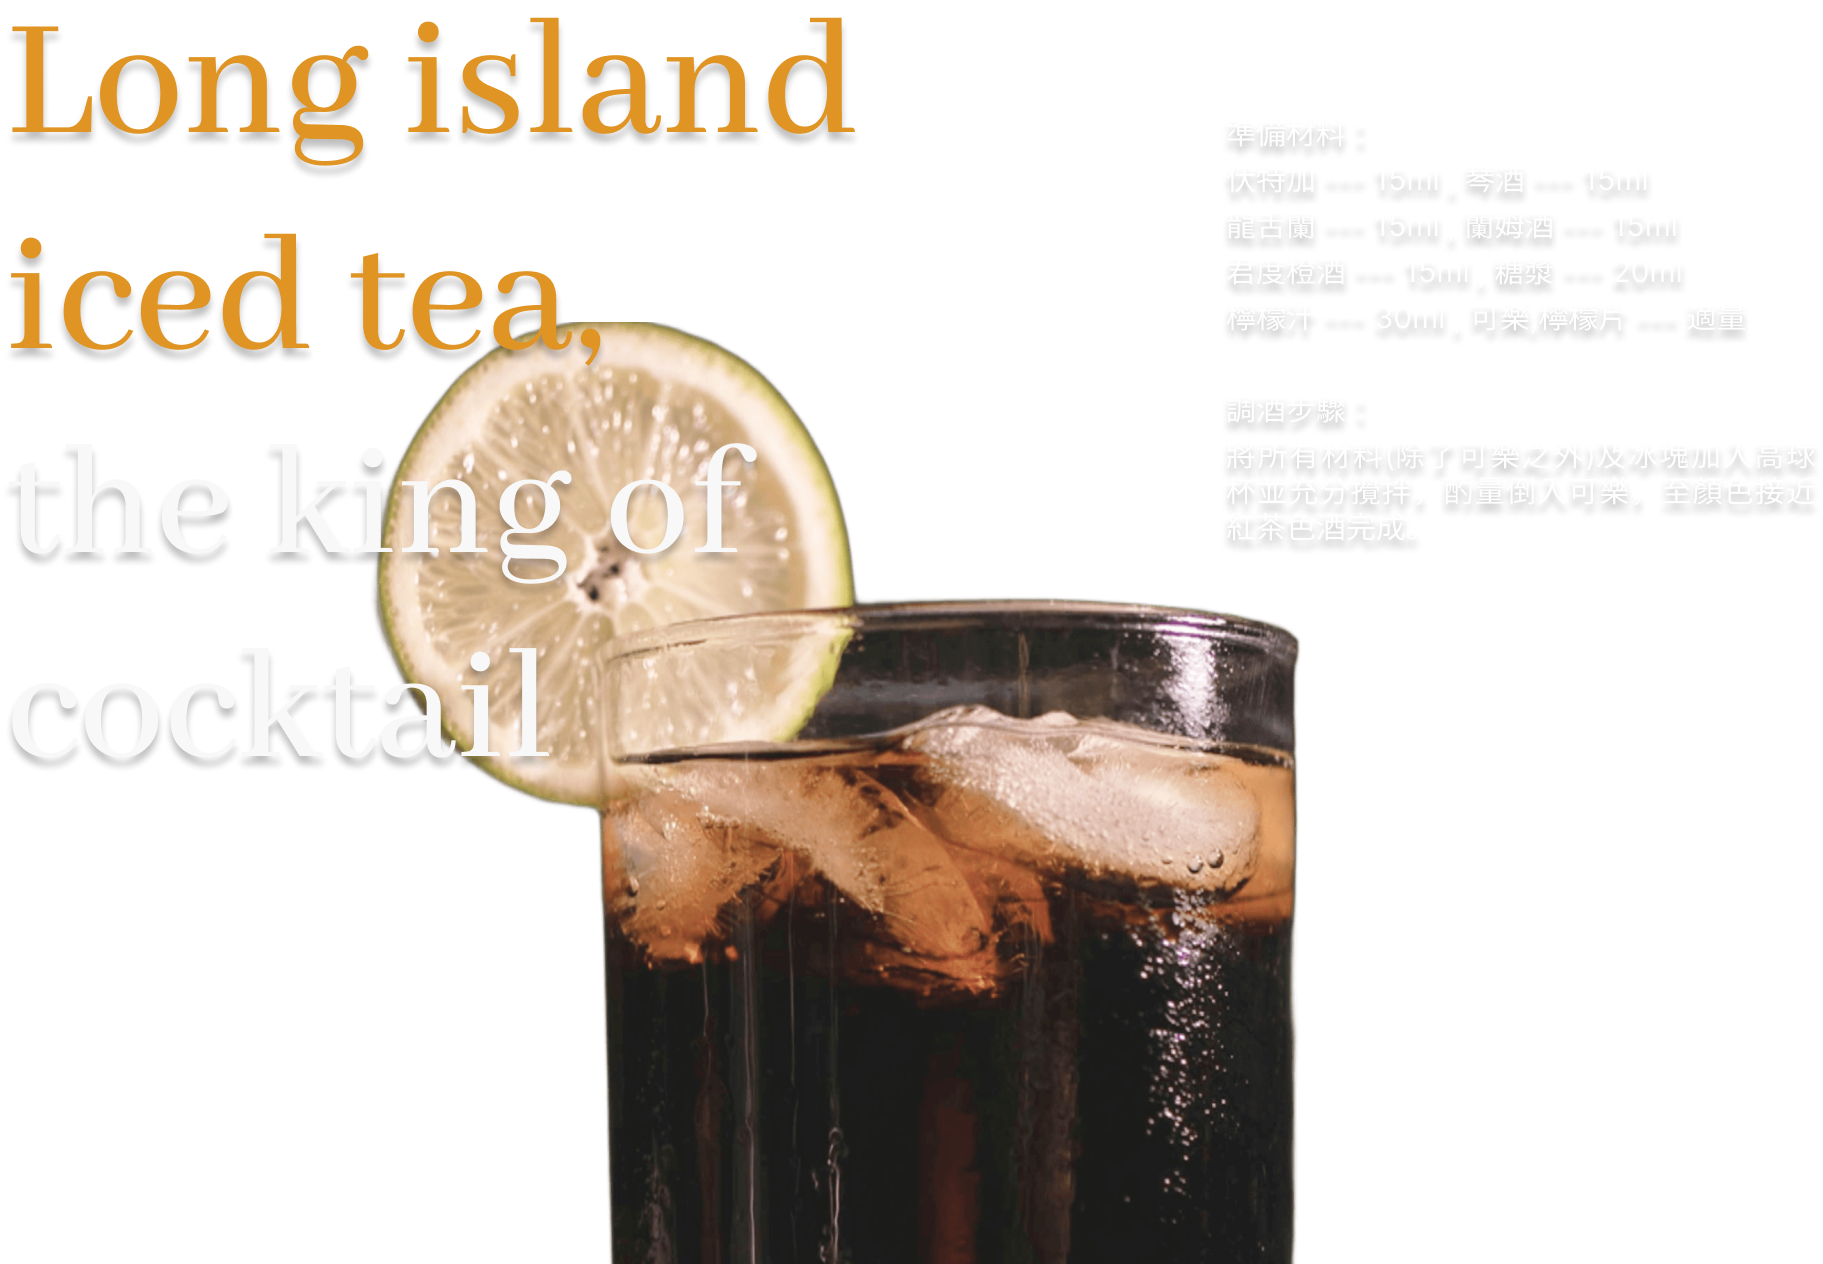 Long island
iced tea,
the king of
cocktail
準備材料：
伏特加 --- 15ml , 琴酒 --- 15ml
龍古蘭 --- 15ml , 蘭姆酒 --- 15ml
君度橙酒 --- 15ml , 糖漿 --- 20ml
檸檬汁 --- 30ml , 可樂,檸檬片 --- 適量
調酒步驟：
將所有材料(除了可樂之外)及冰塊加入高球
杯並充分攪拌，酌量倒入可樂，至顏色接近
紅茶色酒完成。